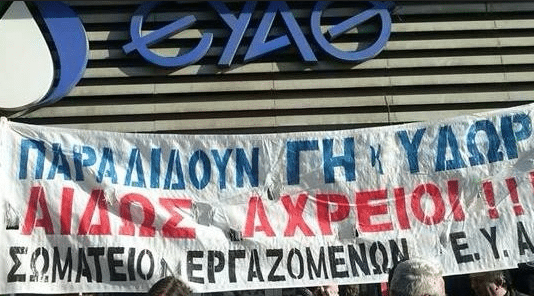 ΕΥΑΘ
ΠΑΡΑΔΙΔΟΥΝ ΓΗ κ ΥΔΩΡ
ΑΙΔΩΣ ΑΧΡΕΙΟΙ !!!
ΣΩΜΑΤΕΙΟ ΕΡΓΑΖΟΜΕΝΩΝ Ε.Υ.Α